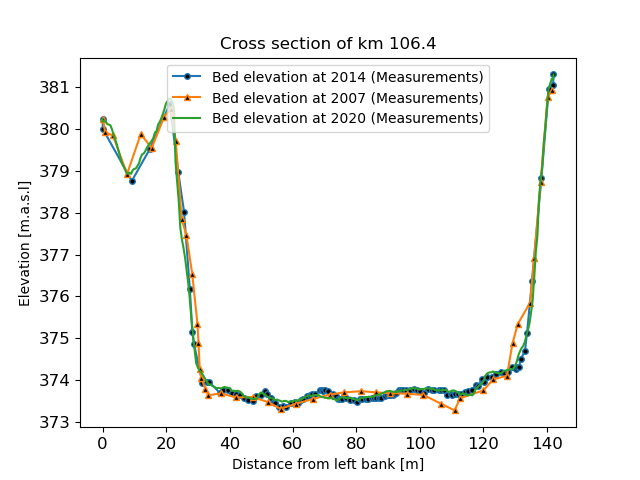 Cross section of km 106.4
Bed elevation at 2014 (Measurements)
Bed elevation at 2007 (Measurements)
Bed elevation at 2020 (Measurements)
Elevation [m.a.s.l]
381
380
379
378
377
376
375
374
373
0 20 40 60 80 100 120 140
Distance from left bank [m]